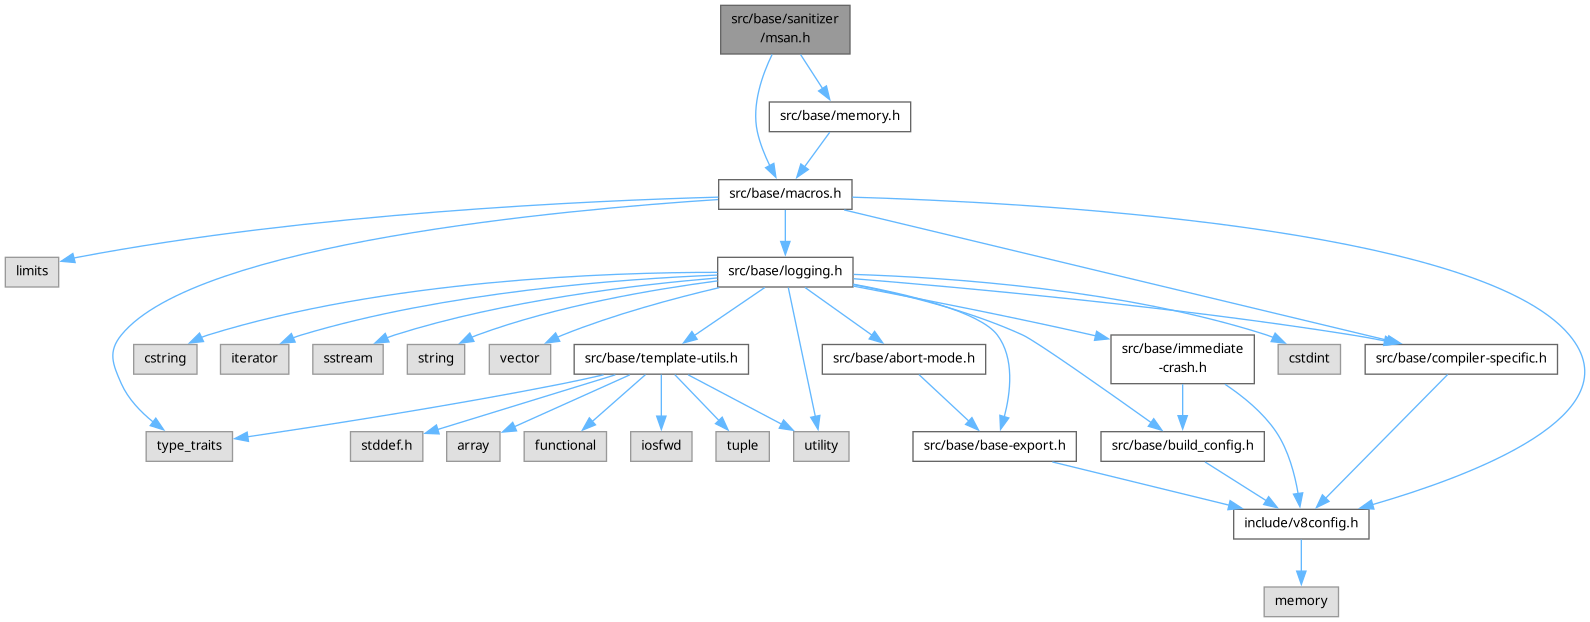 src/base/sanitizer
/msan.h
src/base/memory.h
src/base/macros.h
limits
src/base/logging.h
cstring
iterator
sstream
string
vector
src/base/template-utils.h
src/base/abort-mode.h
src/base/immediate
-crash.h
cstdint
src/base/compiler-specific.h
type_traits
stddef.h
array
functional
iosfwd
tuple
utility
src/base/base-export.h
src/base/build_config.h
include/v8config.h
memory